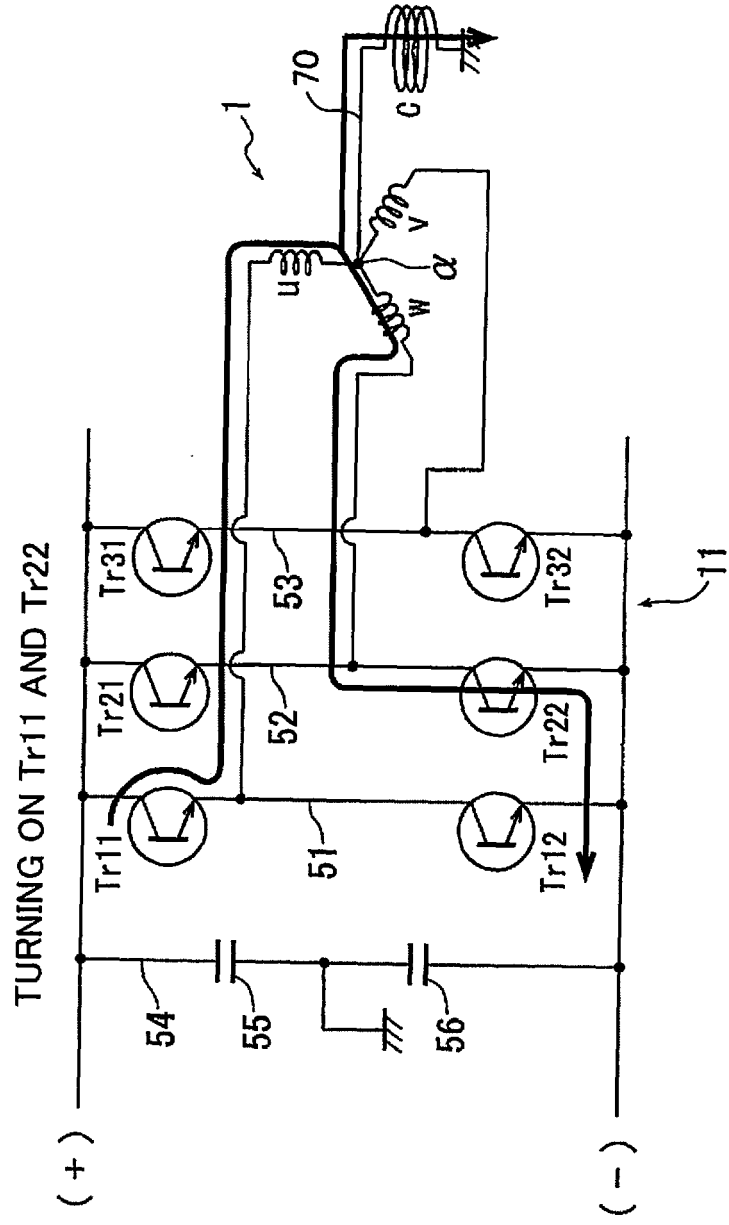 TURNING ON Tr11 AND Tr22
(+)
54
55
56
Tr11
Tr21
Tr31
51
52
53
Tr12
Tr22
Tr32
(-)
11
1
70
u
v
w
α
c